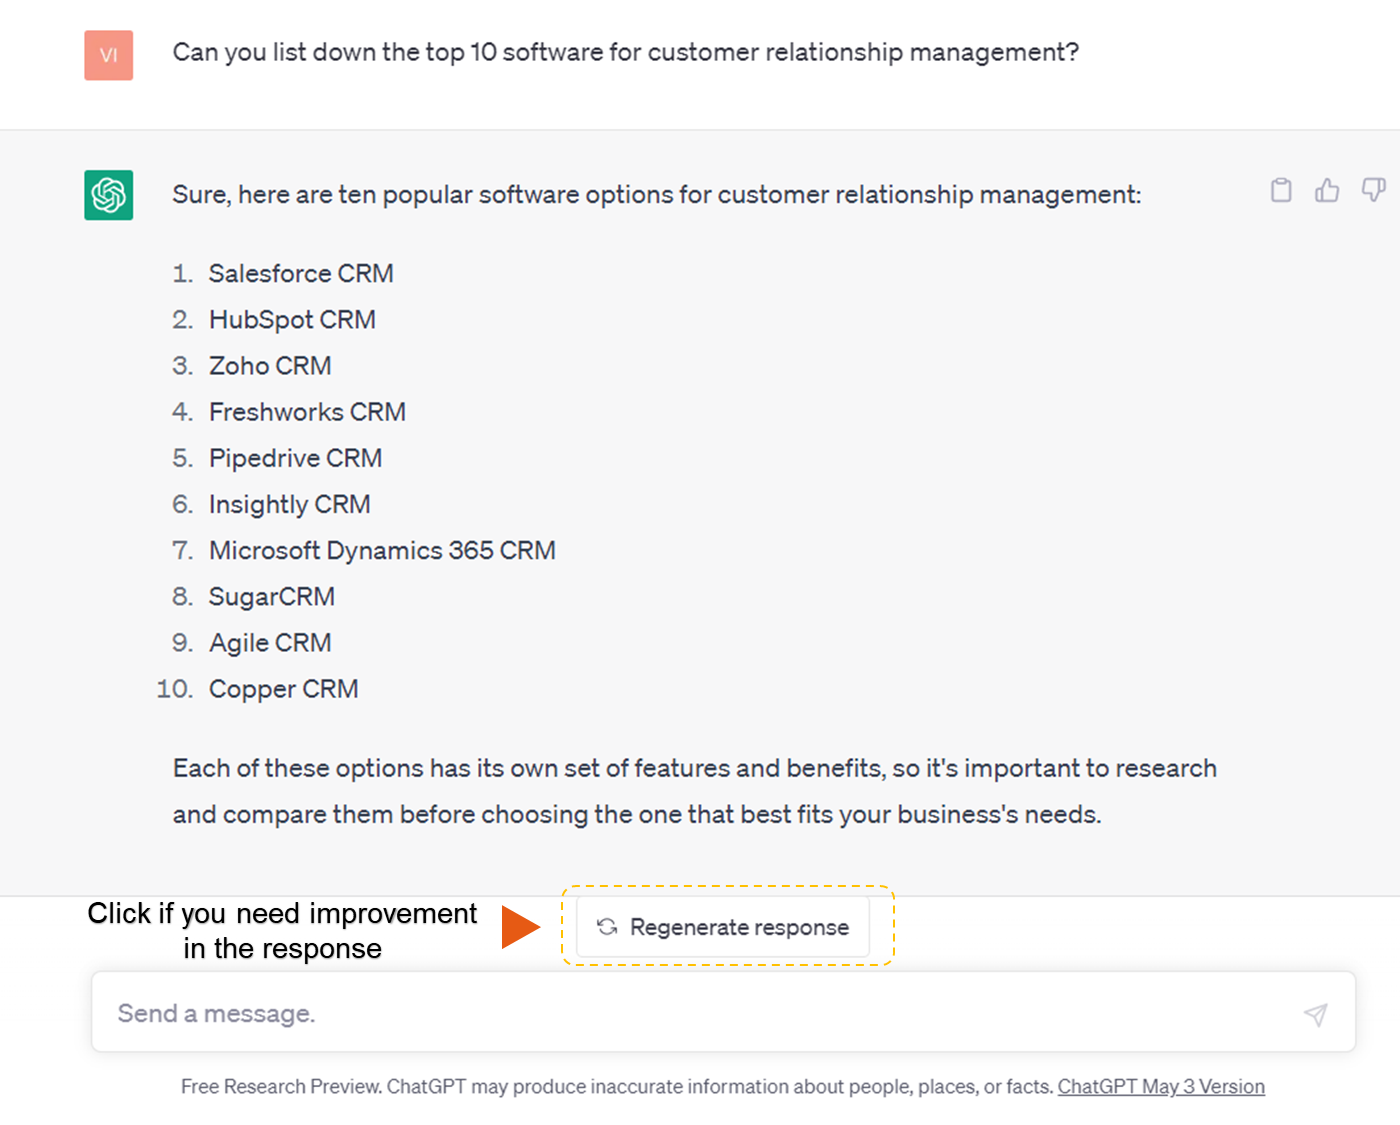 VI
Can you list down the top 10 software for customer relationship management?
Sure, here are ten popular software options for customer relationship management:
1. Salesforce CRM
2. HubSpot CRM
3. Zoho CRM
4. Freshworks CRM
5. Pipedrive CRM
6. Insightly CRM
7. Microsoft Dynamics 365 CRM
8. SugarCRM
9. Agile CRM
10. Copper CRM
Each of these options has its own set of features and benefits, so it's important to research
and compare them before choosing the one that best fits your business's needs.
Click if you need improvement
in the response
Regenerate response
Send a message.
Free Research Preview. ChatGPT may produce inaccurate information about people, places, or facts. ChatGPT May 3 Version